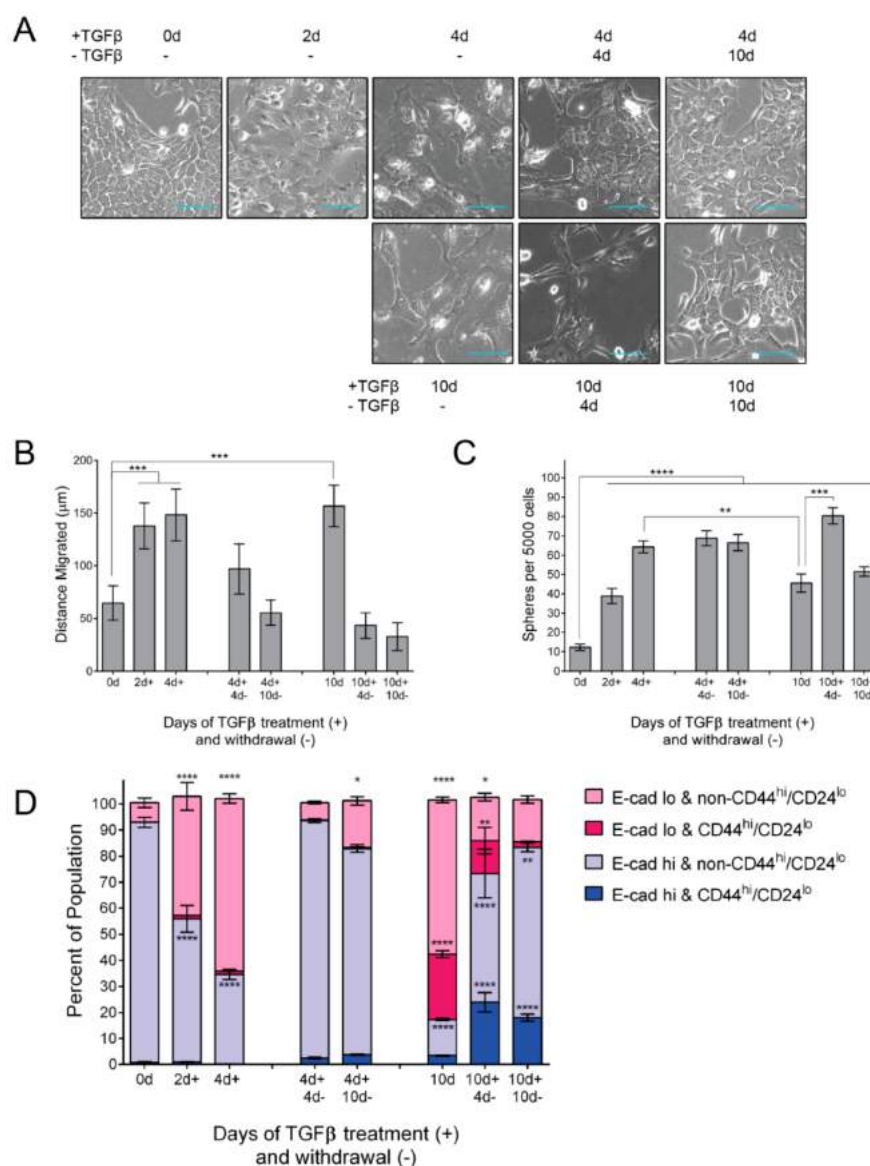 A
+TGFβ 0d 2d 4d 4d 4d
- TGFβ - - - 4d 10d
+TGFβ 10d 10d 10d
- TGFβ - 4d 10d
B
Distance Migrated (μm)
200
150
100
50
0
***
***
0d 2d+ 4d+ 4d+ 4d+ 10d 10d+ 10d+
4d- 10d- 4d- 10d-
Days of TGFβ treatment (+)
and withdrawal (-)
C
Spheres per 5000 cells
100
90
80
70
60
50
40
30
20
10
0
****
**
***
0d 2d+ 4d+ 4d+ 4d+ 10d 10d+
4d- 10d- 4d-
Days of TGFβ treatment (+)
and withdrawal (-)
D
Percent of Population
100
90
80
70
60
50
40
30
20
10
0
**** **** * **** *
**
**
**** **** ****
**** **** **** ****
0d 2d+ 4d+ 4d+ 4d+ 10d 10d+ 10d+
4d- 10d- 4d- 10d-
Days of TGFβ treatment (+)
and withdrawal (-)
E-cad lo & non-CD44hi/CD24lo
E-cad lo & CD44hi/CD24lo
E-cad hi & non-CD44hi/CD24lo
E-cad hi & CD44hi/CD24lo